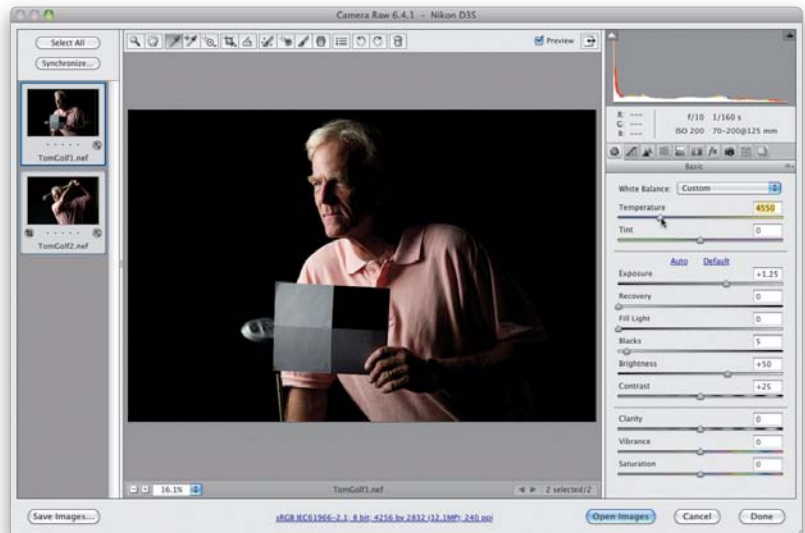 Camera Raw 6.4.1 – Nikon D3S
Select All
Synchronize...
TomGolf1.nef
TomGolf2.nef
Preview
R: ---
G: ---
B: ---
f/10 1/160 s
ISO 200 70-200@125 mm
Basic
White Balance: Custom
Temperature 4550
Tint 0
Auto Default
Exposure +1.25
Recovery 0
Fill Light 0
Blacks 5
Brightness +50
Contrast +25
Clarity 0
Vibrance 0
Saturation 0
16.1%
TomGolf1.nef
2 selected/2
Save Images...
sRGB IEC61966-2.1; 8 bit; 4256 by 2832 (12.1MP); 240 ppi
Open Images
Cancel
Done